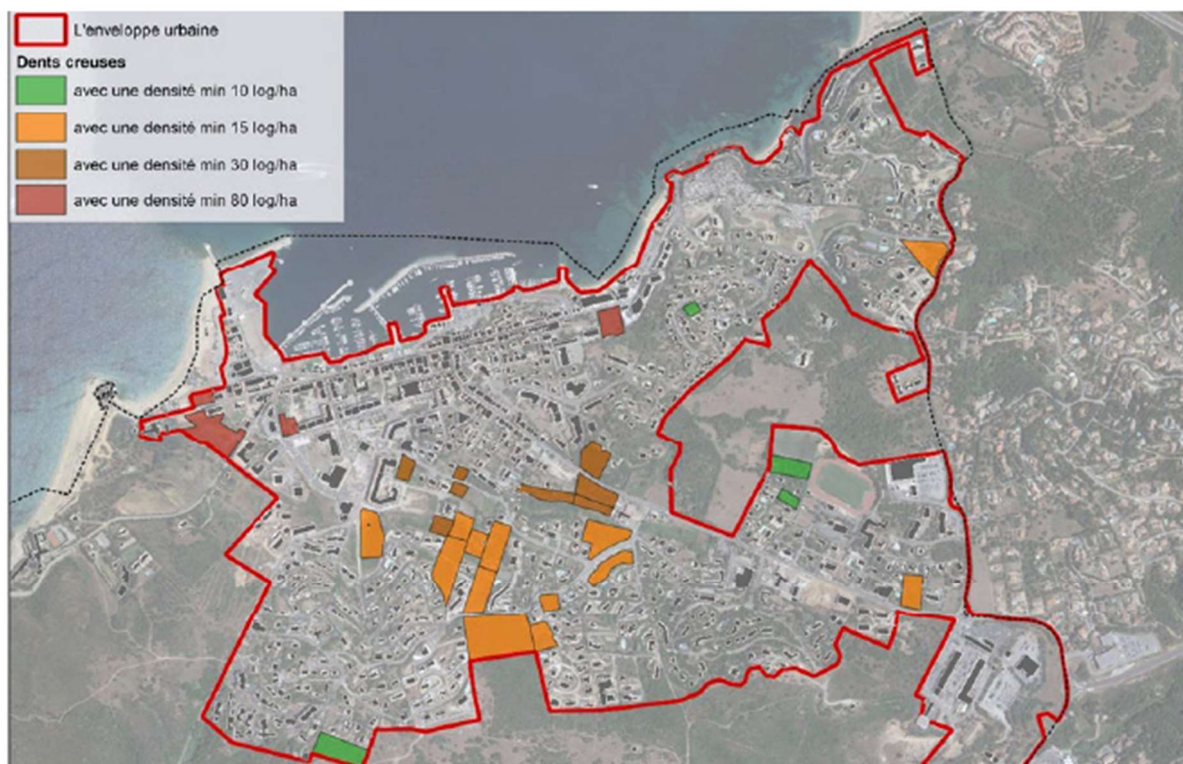 L'enveloppe urbaine
Dents creuses
avec une densité min 10 log/ha
avec une densité min 15 log/ha
avec une densité min 30 log/ha
avec une densité min 80 log/ha